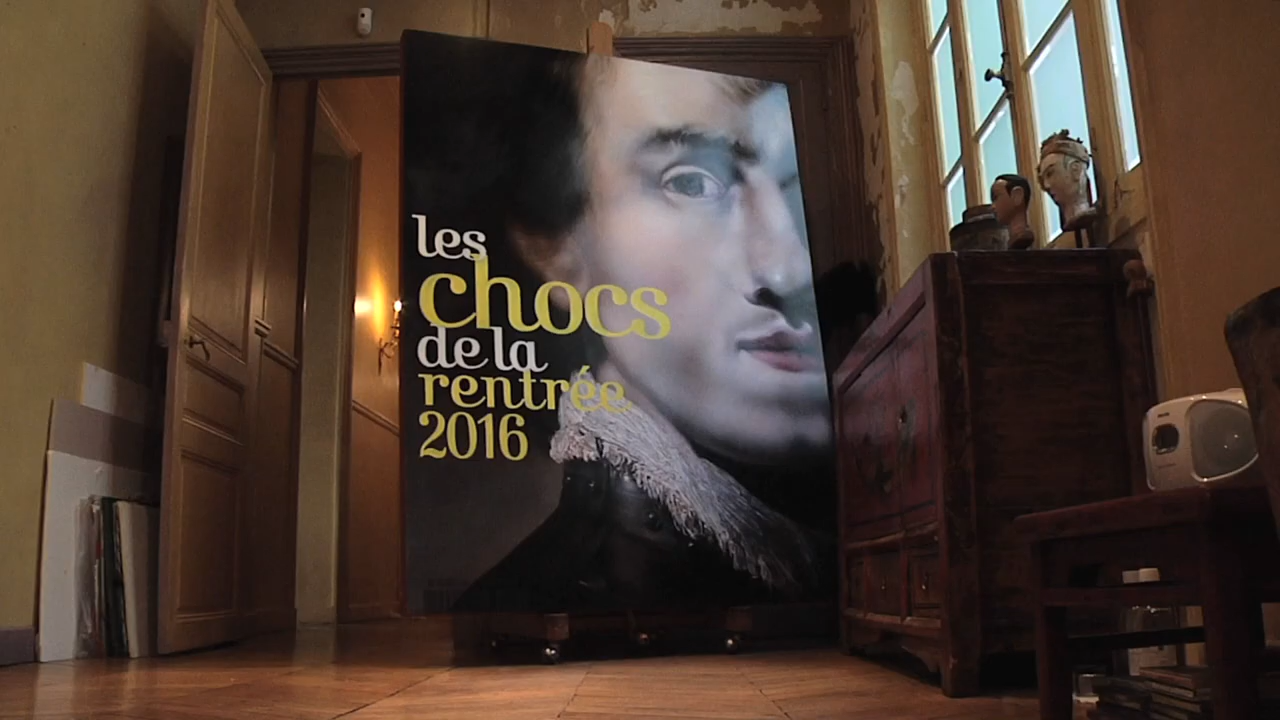 les
chocs
de la
rentrée
2016